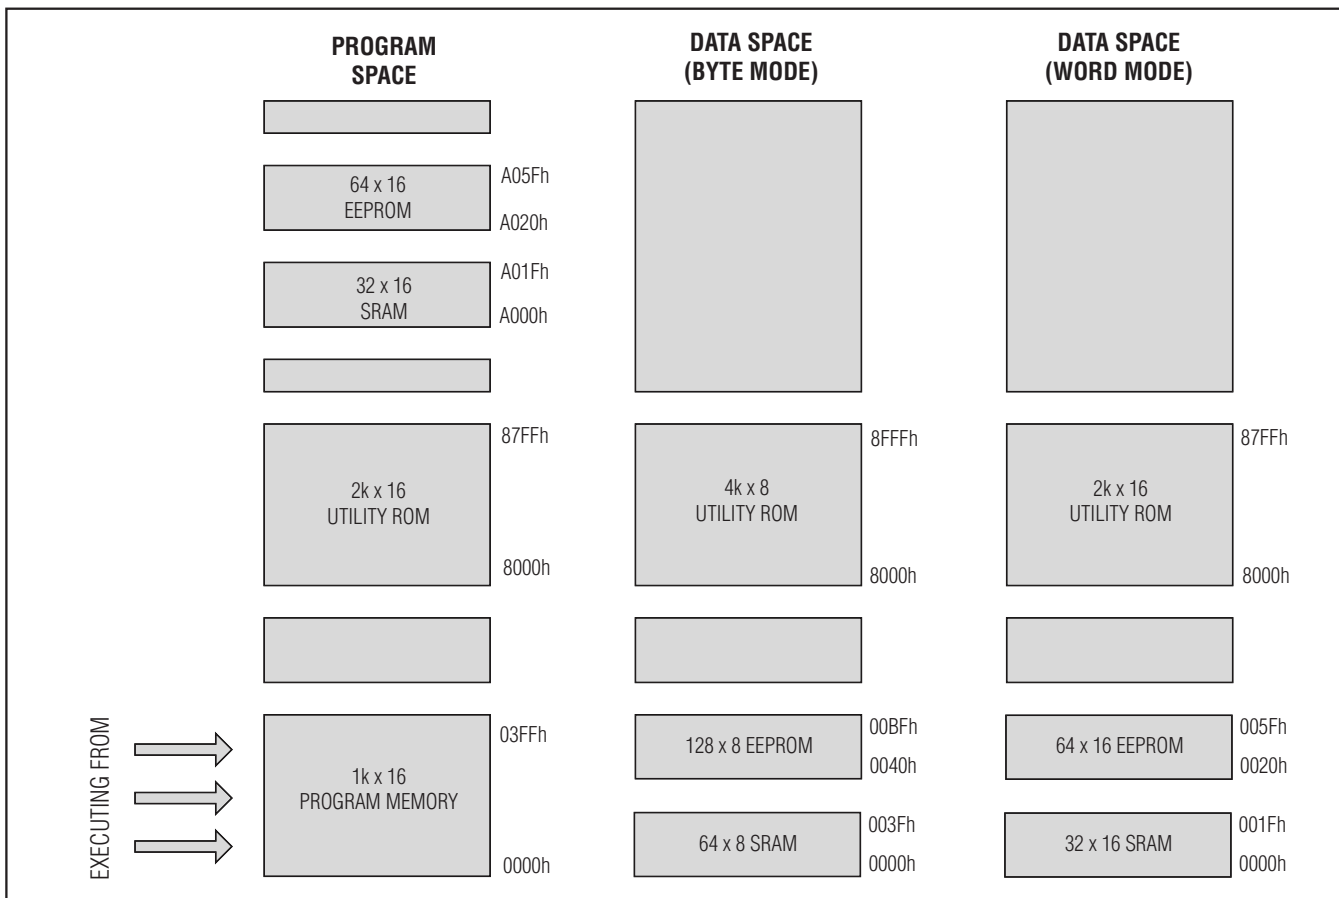 PROGRAM
SPACE
64 x 16
EEPROM
A05Fh
A020h
32 x 16
SRAM
A01Fh
A000h
2k x 16
UTILITY ROM
87FFh
8000h
EXECUTING FROM
1k x 16
PROGRAM MEMORY
03FFh
0000h
DATA SPACE
(BYTE MODE)
4k x 8
UTILITY ROM
8FFFh
8000h
128 x 8 EEPROM
00BFh
0040h
64 x 8 SRAM
003Fh
0000h
DATA SPACE
(WORD MODE)
2k x 16
UTILITY ROM
87FFh
8000h
64 x 16 EEPROM
005Fh
0020h
32 x 16 SRAM
001Fh
0000h